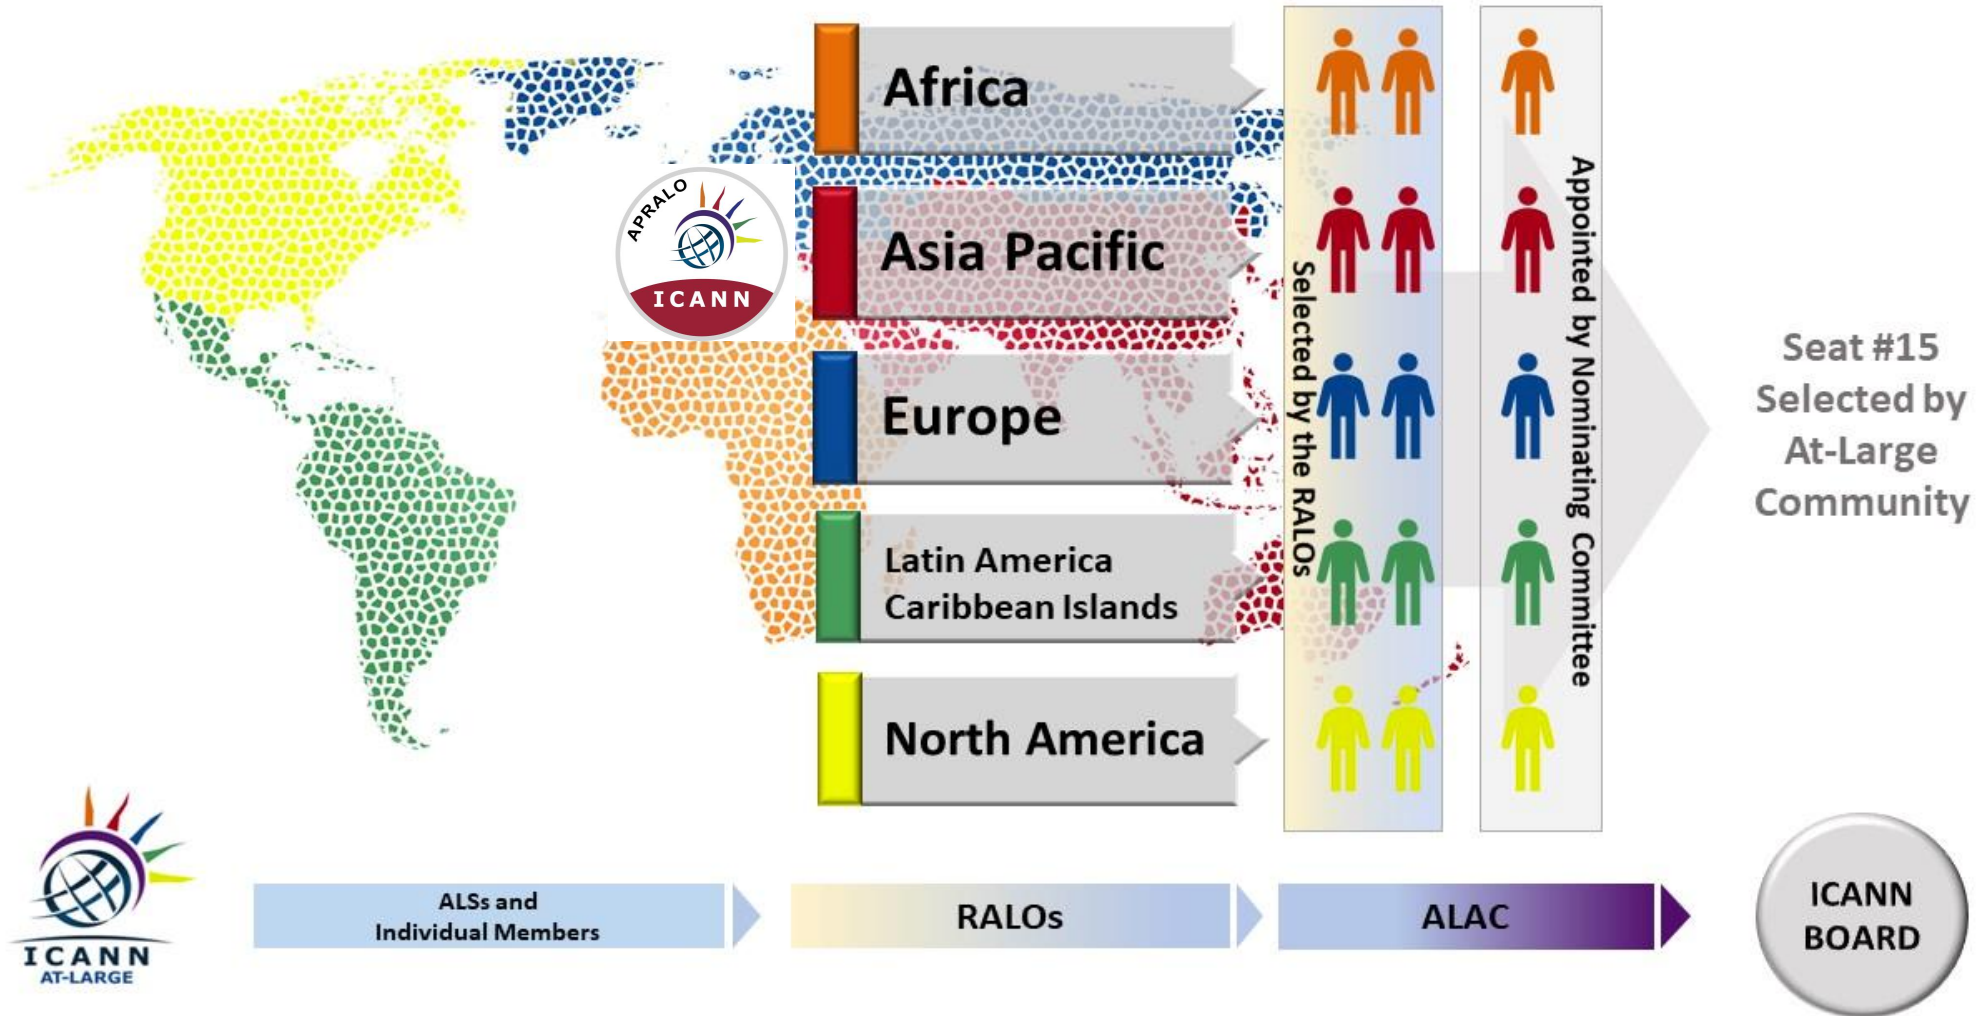 Africa
APRALO
ICANN
Asia Pacific
Europe
Latin America
Caribbean Islands
North America
Selected by the RALOs
Appointed by Nominating Committee
Seat #15
Selected by
At-Large
Community
ICANN
AT-LARGE
ALSs and
Individual Members
RALOs
ALAC
ICANN
BOARD